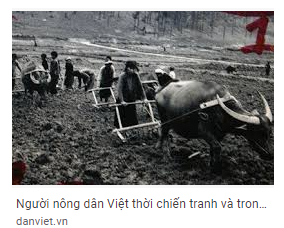 Người nông dân Việt thời chiến tranh và tron...
danviet.vn